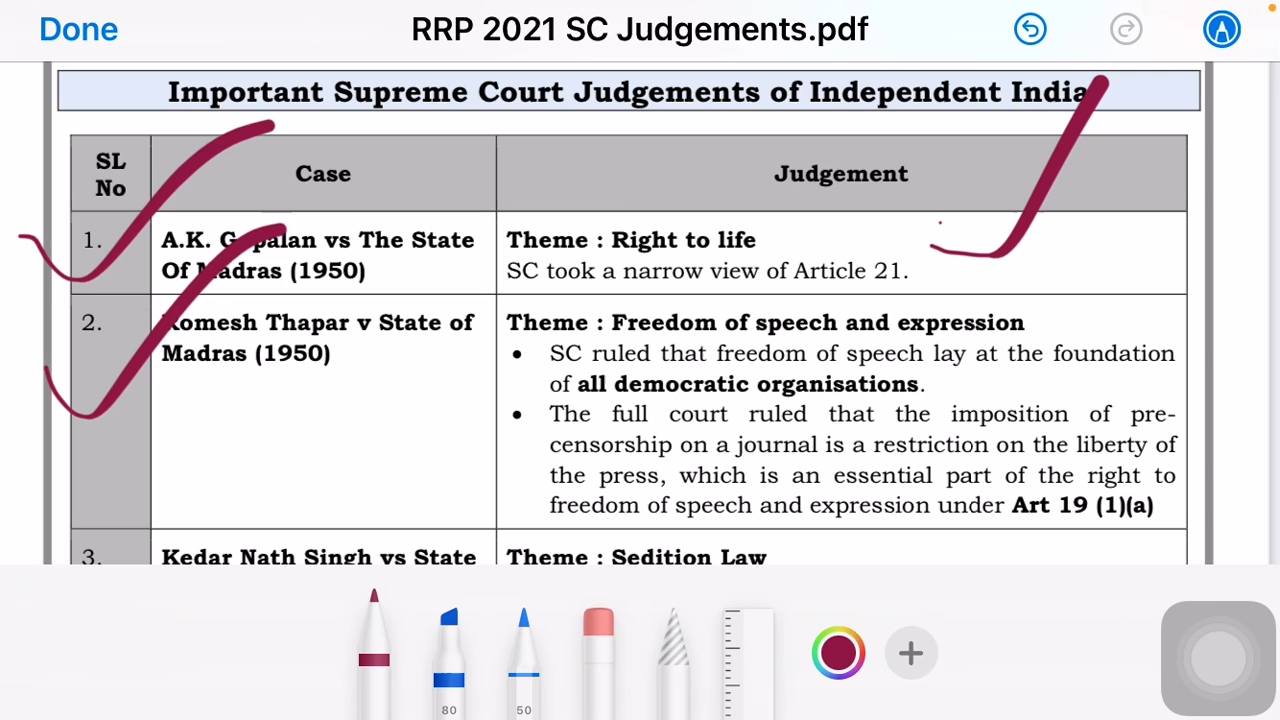 Done
RRP 2021 SC Judgements.pdf
Important Supreme Court Judgements of Independent India
SL
No
Case
Judgement
1.
A.K. Gopalan vs The State
Of Madras (1950)
Theme : Right to life
SC took a narrow view of Article 21.
2.
Romesh Thapar v State of
Madras (1950)
Theme : Freedom of speech and expression
• SC ruled that freedom of speech lay at the foundation
of all democratic organisations.
• The full court ruled that the imposition of pre-
censorship on a journal is a restriction on the liberty of
the press, which is an essential part of the right to
freedom of speech and expression under Art 19 (1)(a)
3.
Kedar Nath Singh vs State
Theme : Sedition Law
80
50